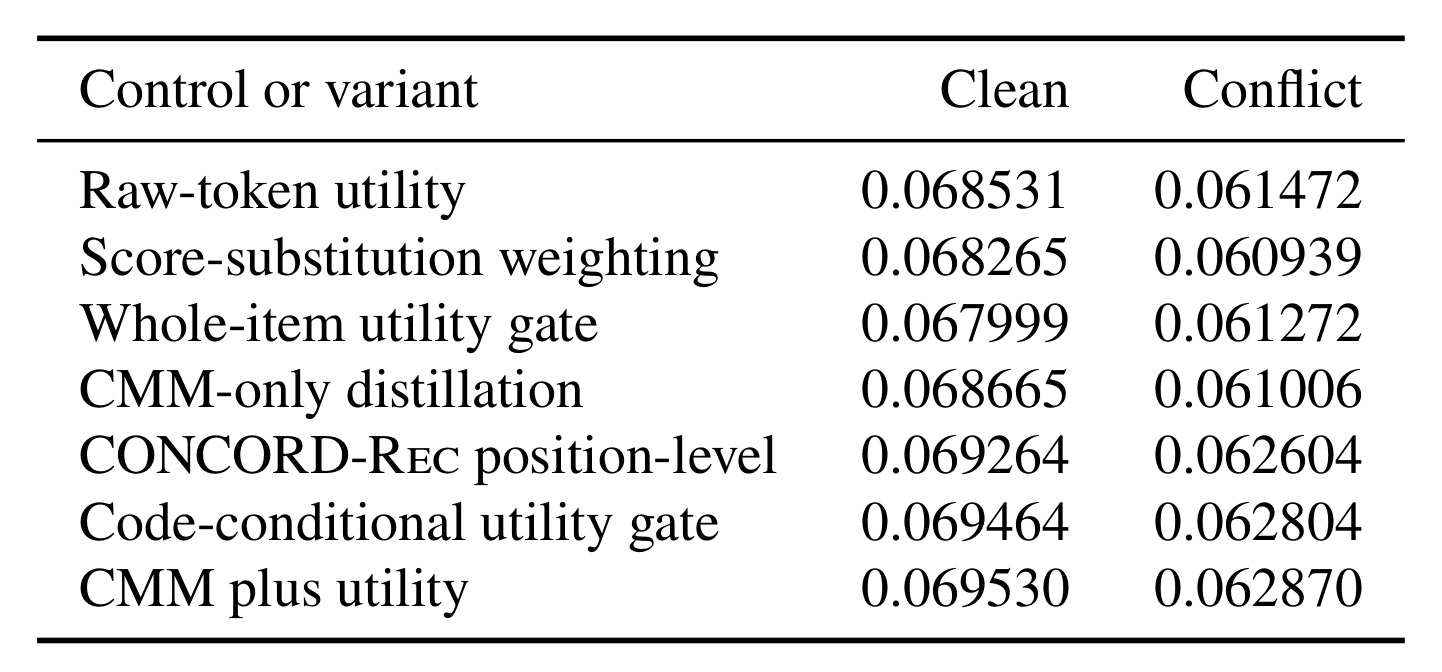 Control or variant Clean Conflict
Raw-token utility 0.068531 0.061472
Score-substitution weighting 0.068265 0.060939
Whole-item utility gate 0.067999 0.061272
CMM-only distillation 0.068665 0.061006
CONCORD-REC position-level 0.069264 0.062604
Code-conditional utility gate 0.069464 0.062804
CMM plus utility 0.069530 0.062870